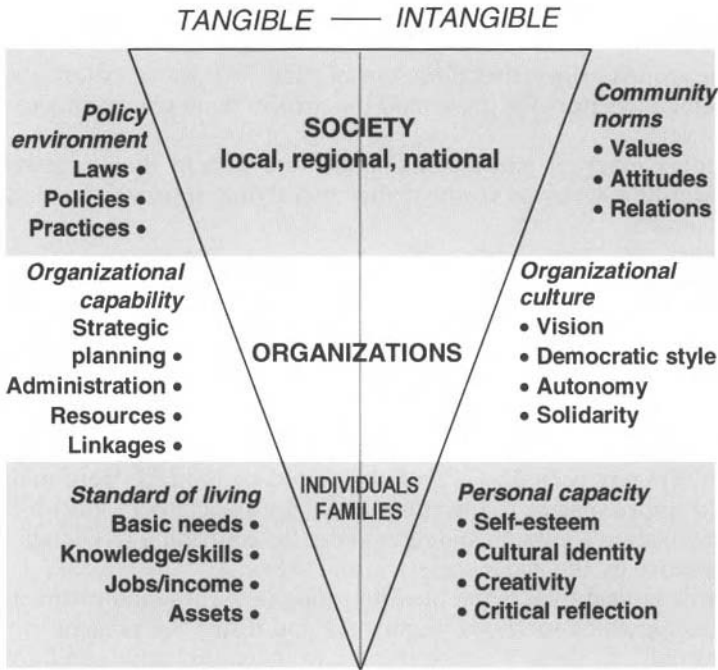 TANGIBLE — INTANGIBLE
Policy
environment
Laws •
Policies •
Practices •
SOCIETY
local, regional, national
Community
norms
• Values
• Attitudes
• Relations
Organizational
capability
Strategic
planning •
Administration •
Resources •
Linkages •
ORGANIZATIONS
Organizational
culture
• Vision
• Democratic style
• Autonomy
• Solidarity
Standard of living
Basic needs •
Knowledge/skills •
Jobs/income •
Assets •
INDIVIDUALS
FAMILIES
Personal capacity
• Self-esteem
• Cultural identity
• Creativity
• Critical reflection